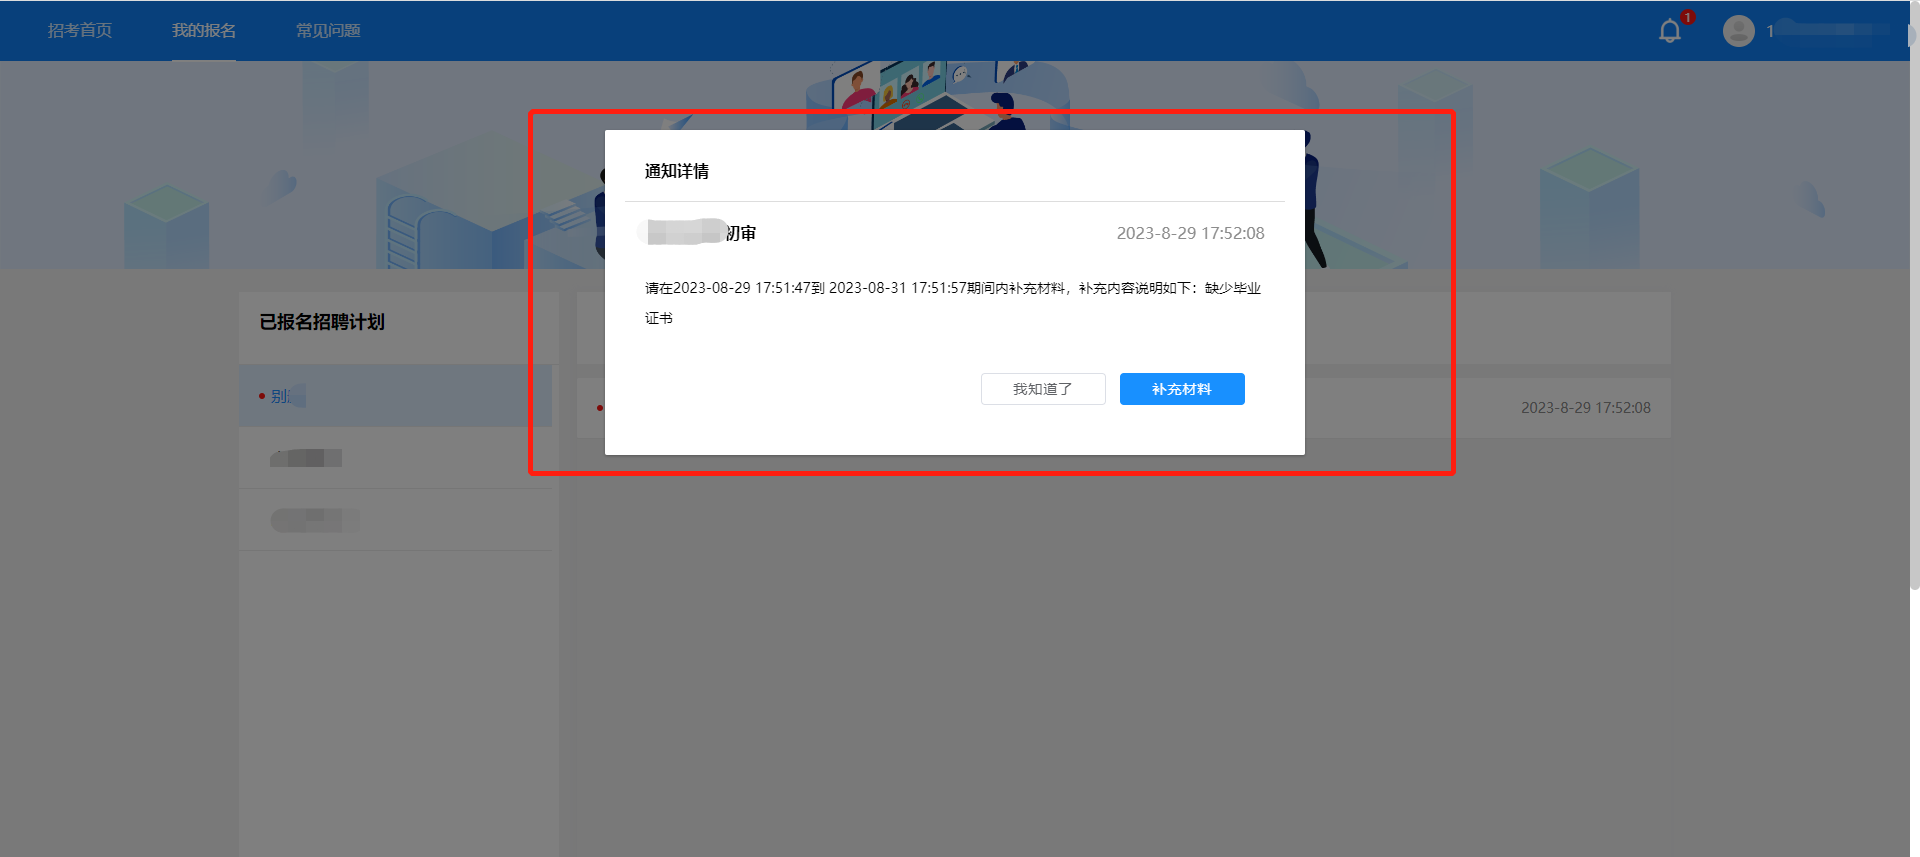 招考首页
我的报名
常见问题
1
1
通知详情
初审
2023-8-29 17:52:08
请在2023-08-29 17:51:47到 2023-08-31 17:51:57期间内补充材料，补充内容说明如下：缺少毕业
证书
我知道了
补充材料
已报名招聘计划
别
2023-8-29 17:52:08